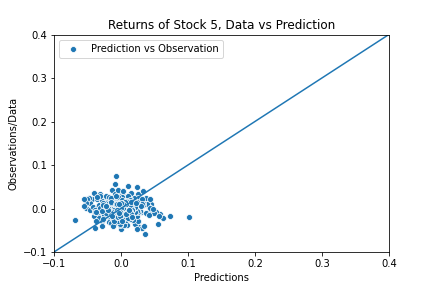 Returns of Stock 5, Data vs Prediction
0.4
Prediction vs Observation
0.3
0.2
0.1
0.0
−0.1
Observations/Data
−0.1 0.0 0.1 0.2 0.3 0.4
Predictions